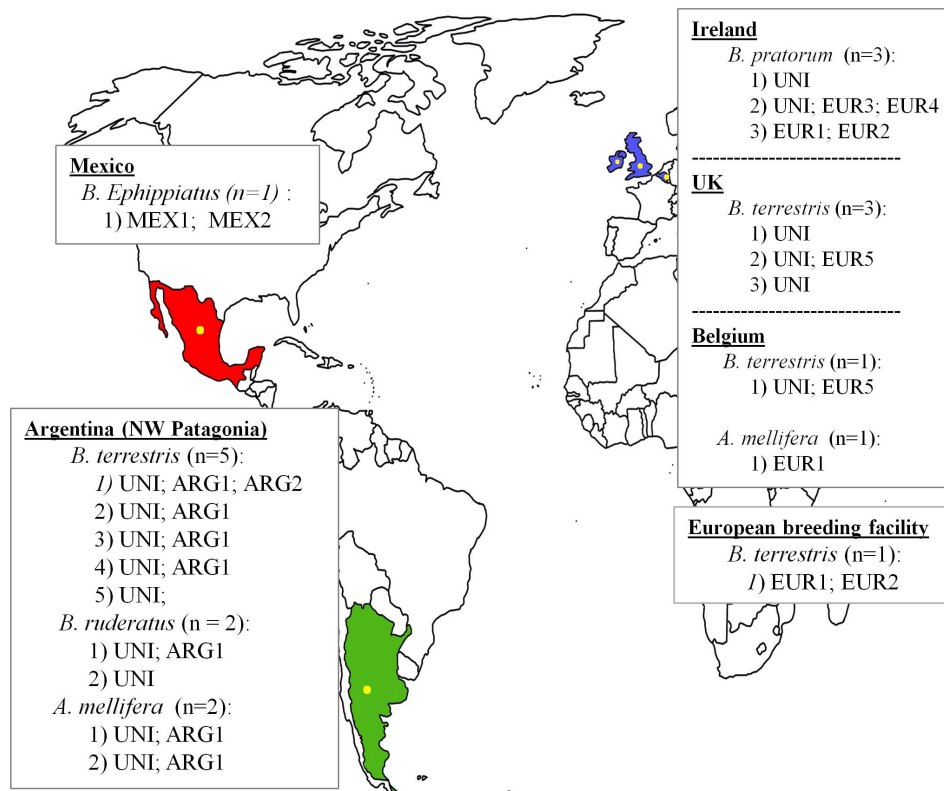 Mexico
B. Ephippiatus (n=1) :
1) MEX1; MEX2
Argentina (NW Patagonia)
B. terrestris (n=5):
1) UNI; ARG1; ARG2
2) UNI; ARG1
3) UNI; ARG1
4) UNI; ARG1
5) UNI;
B. ruderatus (n = 2):
1) UNI; ARG1
2) UNI
A. mellifera (n=2):
1) UNI; ARG1
2) UNI; ARG1
Ireland
B. pratorum (n=3):
1) UNI
2) UNI; EUR3; EUR4
3) EUR1; EUR2
-------------------------------
UK
B. terrestris (n=3):
1) UNI
2) UNI; EUR5
3) UNI
-------------------------------
Belgium
B. terrestris (n=1):
1) UNI; EUR5
A. mellifera (n=1):
1) EUR1
European breeding facility
B. terrestris (n=1):
1) EUR1; EUR2